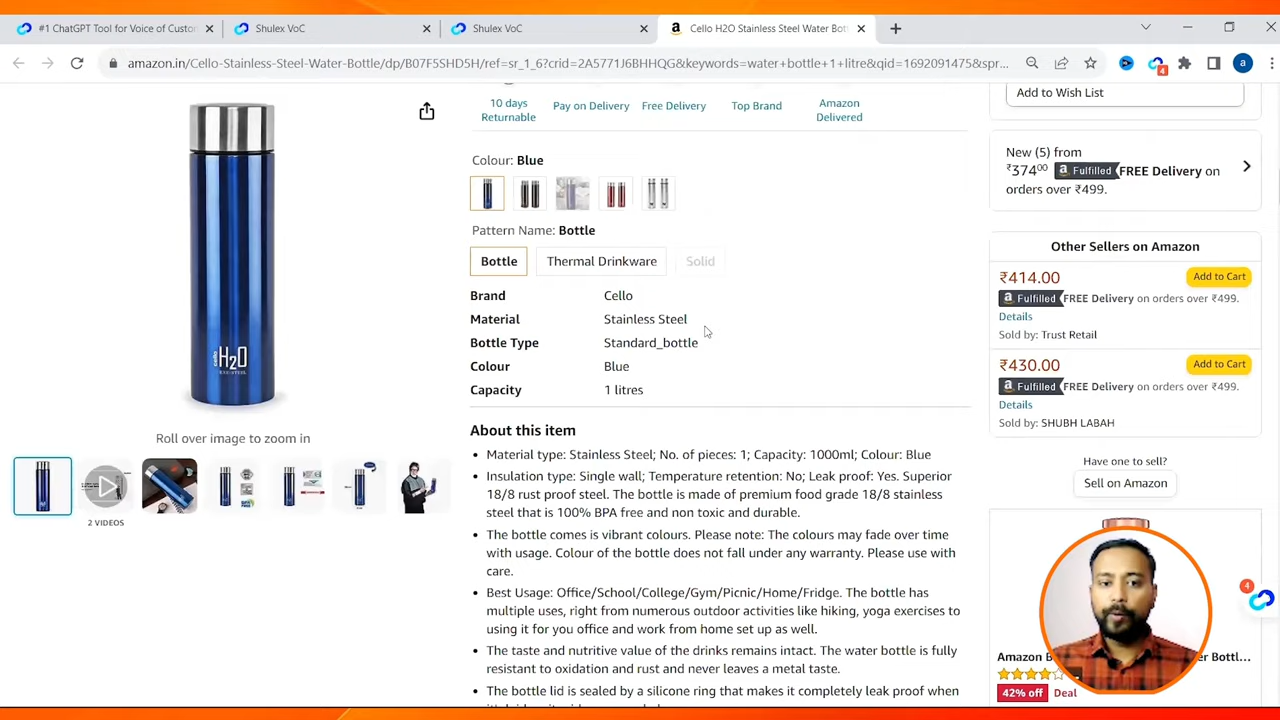 #1 ChatGPT Tool for Voice of Custom
Shulex VoC
Shulex VoC
Cello H2O Stainless Steel Water Bott
amazon.in/Cello-Stainless-Steel-Water-Bottle/dp/B07F5SHD5H/ref=sr_1_6?crid=2A5771J6BHHQG&keywords=water+bottle+1+litre&qid=1692091475&spr...
4
a
10 days
Returnable
Pay on Delivery
Free Delivery
Top Brand
Amazon
Delivered
Colour: Blue
Pattern Name: Bottle
Bottle
Thermal Drinkware
Solid
Brand Cello
Material Stainless Steel
Bottle Type Standard_bottle
Colour Blue
Capacity 1 litres
About this item
• Material type: Stainless Steel; No. of pieces: 1; Capacity: 1000ml; Colour: Blue
• Insulation type: Single wall; Temperature retention: No; Leak proof: Yes. Superior
18/8 rust proof steel. The bottle is made of premium food grade 18/8 stainless
steel that is 100% BPA free and non toxic and durable.
• The bottle comes is vibrant colours. Please note: The colours may fade over time
with usage. Colour of the bottle does not fall under any warranty. Please use with
care.
• Best Usage: Office/School/College/Gym/Picnic/Home/Fridge. The bottle has
multiple uses, right from numerous outdoor activities like hiking, yoga exercises to
using it for you office and work from home set up as well.
• The taste and nutritive value of the drinks remains intact. The water bottle is fully
resistant to oxidation and rust and never leaves a metal taste.
• The bottle lid is sealed by a silicone ring that makes it completely leak proof when
cello
H2O
Roll over image to zoom in
2 VIDEOS
Add to Wish List
New (5) from
₹374⁰⁰ a Fulfilled FREE Delivery on
orders over ₹499.
Other Sellers on Amazon
₹414.00
Add to Cart
a Fulfilled FREE Delivery on orders over ₹499.
Details
Sold by: Trust Retail
₹430.00
Add to Cart
a Fulfilled FREE Delivery on orders over ₹499.
Details
Sold by: SHUBH LABAH
Have one to sell?
Sell on Amazon
4
Amazon B
er Bottl...
42% off
Deal